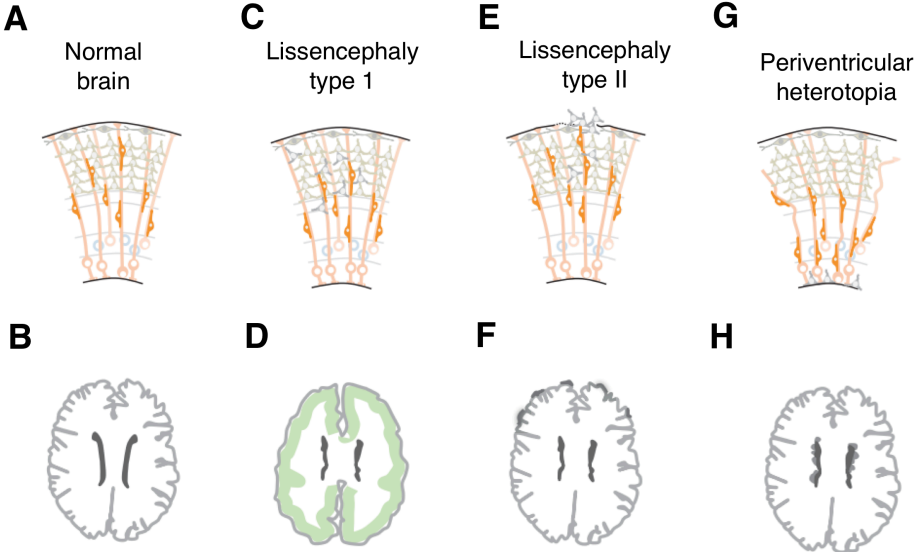 A
Normal
brain
C
Lissencephaly
type 1
E
Lissencephaly
type II
G
Periventricular
heterotopia
B
D
F
H